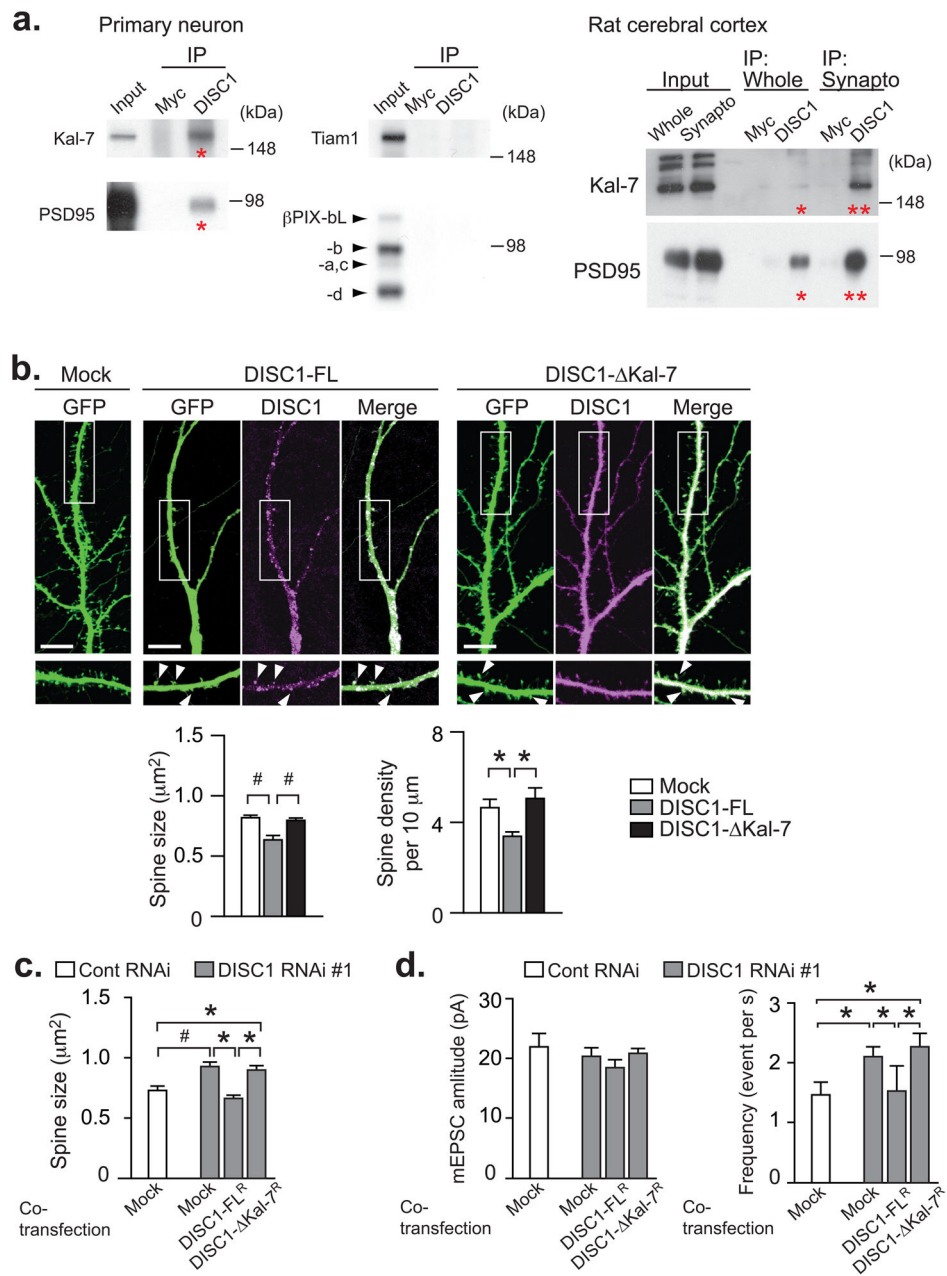 a.
Primary neuron
Rat cerebral cortex
IP
Input
Myc
DISC1
(kDa)
Kal-7
*
148
PSD95
*
98
IP
Input
Myc
DISC1
(kDa)
Tiam1
148
βPIX-bL
-b
98
-a,c
-d
Input
IP:
Whole
IP:
Synapto
Whole
Synapto
Myc
DISC1
Myc
DISC1
(kDa)
Kal-7
* **
148
PSD95
98
* **
b.
Mock
DISC1-FL
DISC1-ΔKal-7
GFP
GFP
DISC1
Merge
GFP
DISC1
Merge
Spine size (μm²)
1.5
1.0
0.5
0
# #
Spine density
per 10 μm
8
4
0
* *
Mock
DISC1-FL
DISC1-ΔKal-7
c.
Cont RNAi
DISC1 RNAi #1
Spine size (μm²)
1.5
1.0
0.5
0
*
# * *
Co-
transfection
Mock
Mock
DISC1-FLᴿ
DISC1-ΔKal-7ᴿ
d.
Cont RNAi
DISC1 RNAi #1
mEPSC amlitude (pA)
30
20
10
0
Co-
transfection
Mock
Mock
DISC1-FLᴿ
DISC1-ΔKal-7ᴿ
Frequency (event per s)
3
2
1
0
*
* * *
Co-
transfection
Mock
Mock
DISC1-FLᴿ
DISC1-ΔKal-7ᴿ